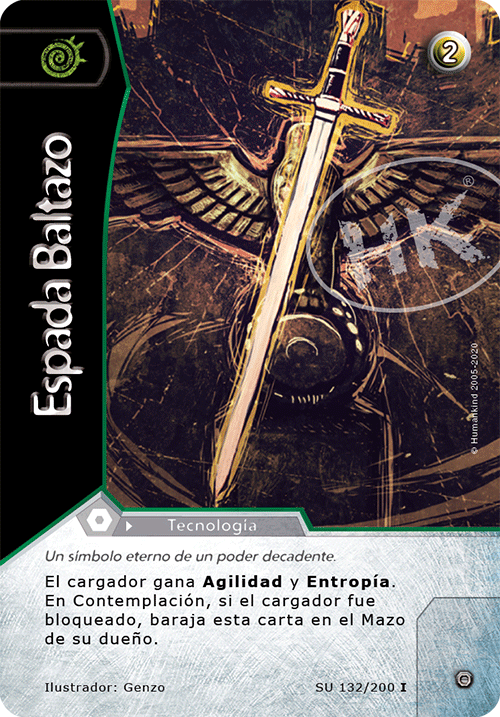 2
Espada Baltazo
HK
®
© HumanKind 2005-2020
Tecnología
Un símbolo eterno de un poder decadente.
El cargador gana Agilidad y Entropía.
En Contemplación, si el cargador fue
bloqueado, baraja esta carta en el Mazo
de su dueño.
Ilustrador: Genzo
SU 132/200 I